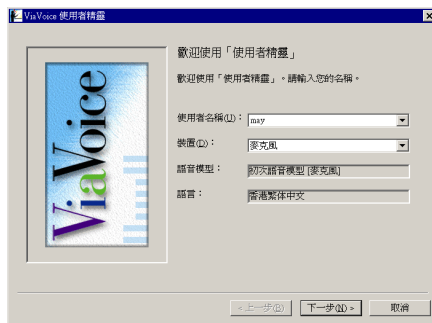 ViaVoice 使用者精靈
ViaVoice
歡迎使用「使用者精靈」
歡迎使用「使用者精靈」。請輸入您的名稱。
使用者名稱(U)： may
裝置(D)： 麥克風
語音模型： 初次語音模型 [麥克風]
語言： 香港繁体中文
< 上一步(B) 下一步(N) > 取消